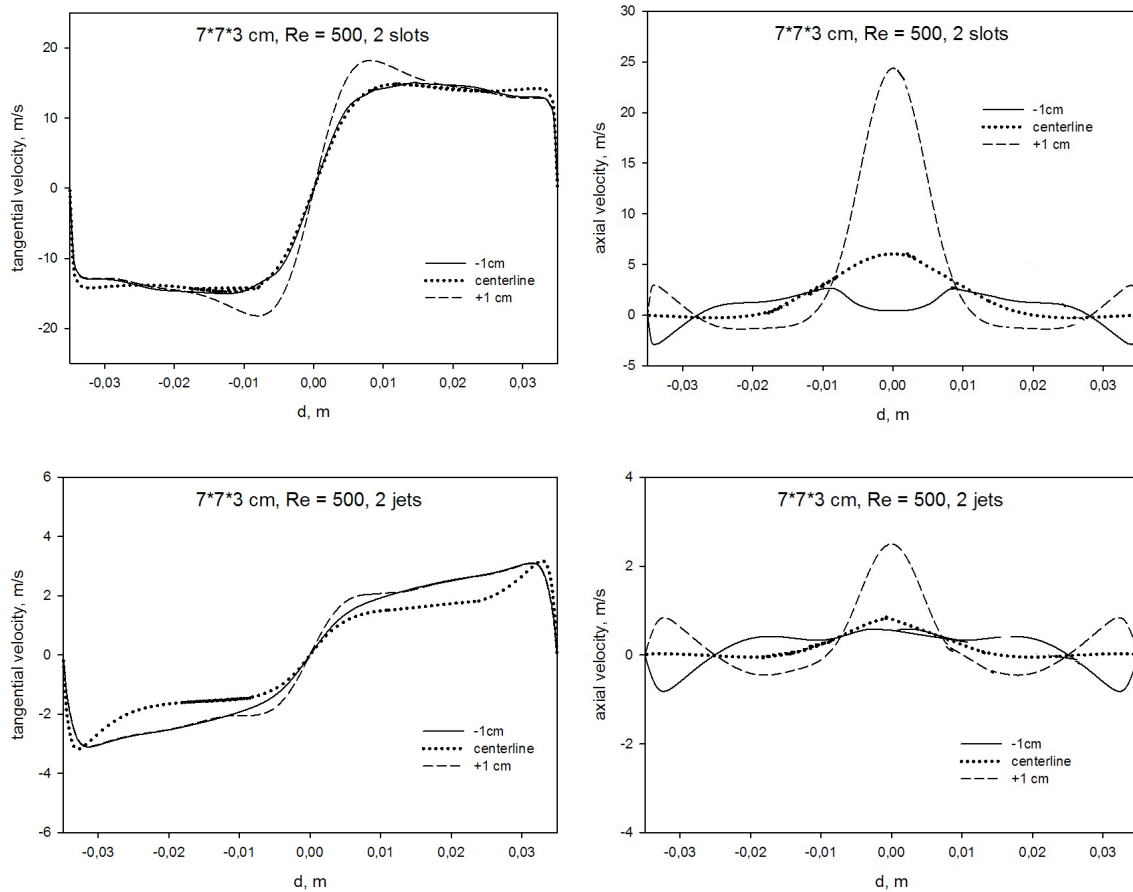 7*7*3 cm, Re = 500, 2 slots
tangential velocity, m/s
20
10
0
-10
-20
-1cm
centerline
+1 cm
-0,03
-0,02
-0,01
0,00
0,01
0,02
0,03
d, m
7*7*3 cm, Re = 500, 2 slots
axial velocity, m/s
30
25
20
15
10
5
0
-5
-1cm
centerline
+1 cm
-0,03
-0,02
-0,01
0,00
0,01
0,02
0,03
d, m
7*7*3 cm, Re = 500, 2 jets
tangential velocity, m/s
6
4
2
0
-2
-4
-6
-1cm
centerline
+1 cm
-0,03
-0,02
-0,01
0,00
0,01
0,02
0,03
d, m
7*7*3 cm, Re = 500, 2 jets
axial velocity, m/s
4
2
0
-2
-4
-1cm
centerline
+1 cm
-0,03
-0,02
-0,01
0,00
0,01
0,02
0,03
d, m